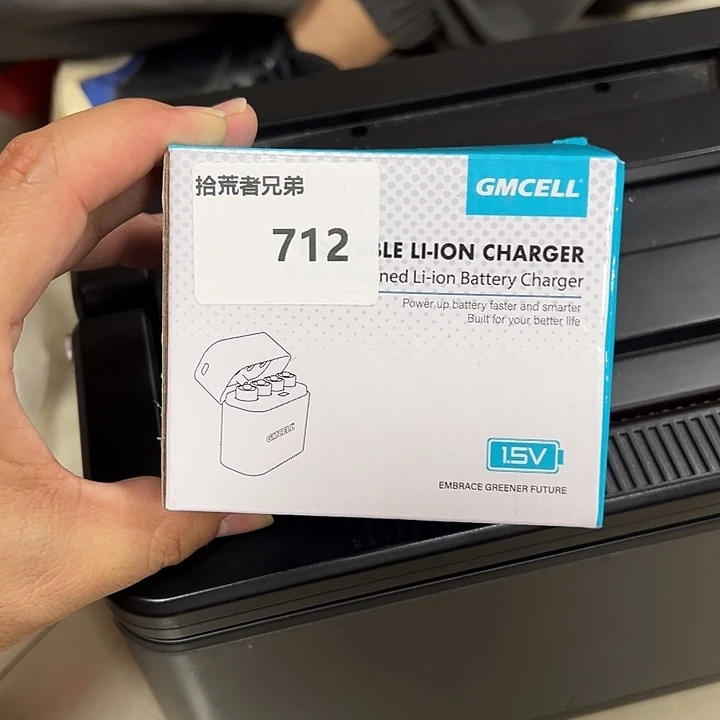 拾荒者兄弟
712
GMCELL
BLE LI-ION CHARGER
ned Li-ion Battery Charger
Power up battery faster and smarter
Built for your better life
GMCELL
1.5V
EMBRACE GREENER FUTURE